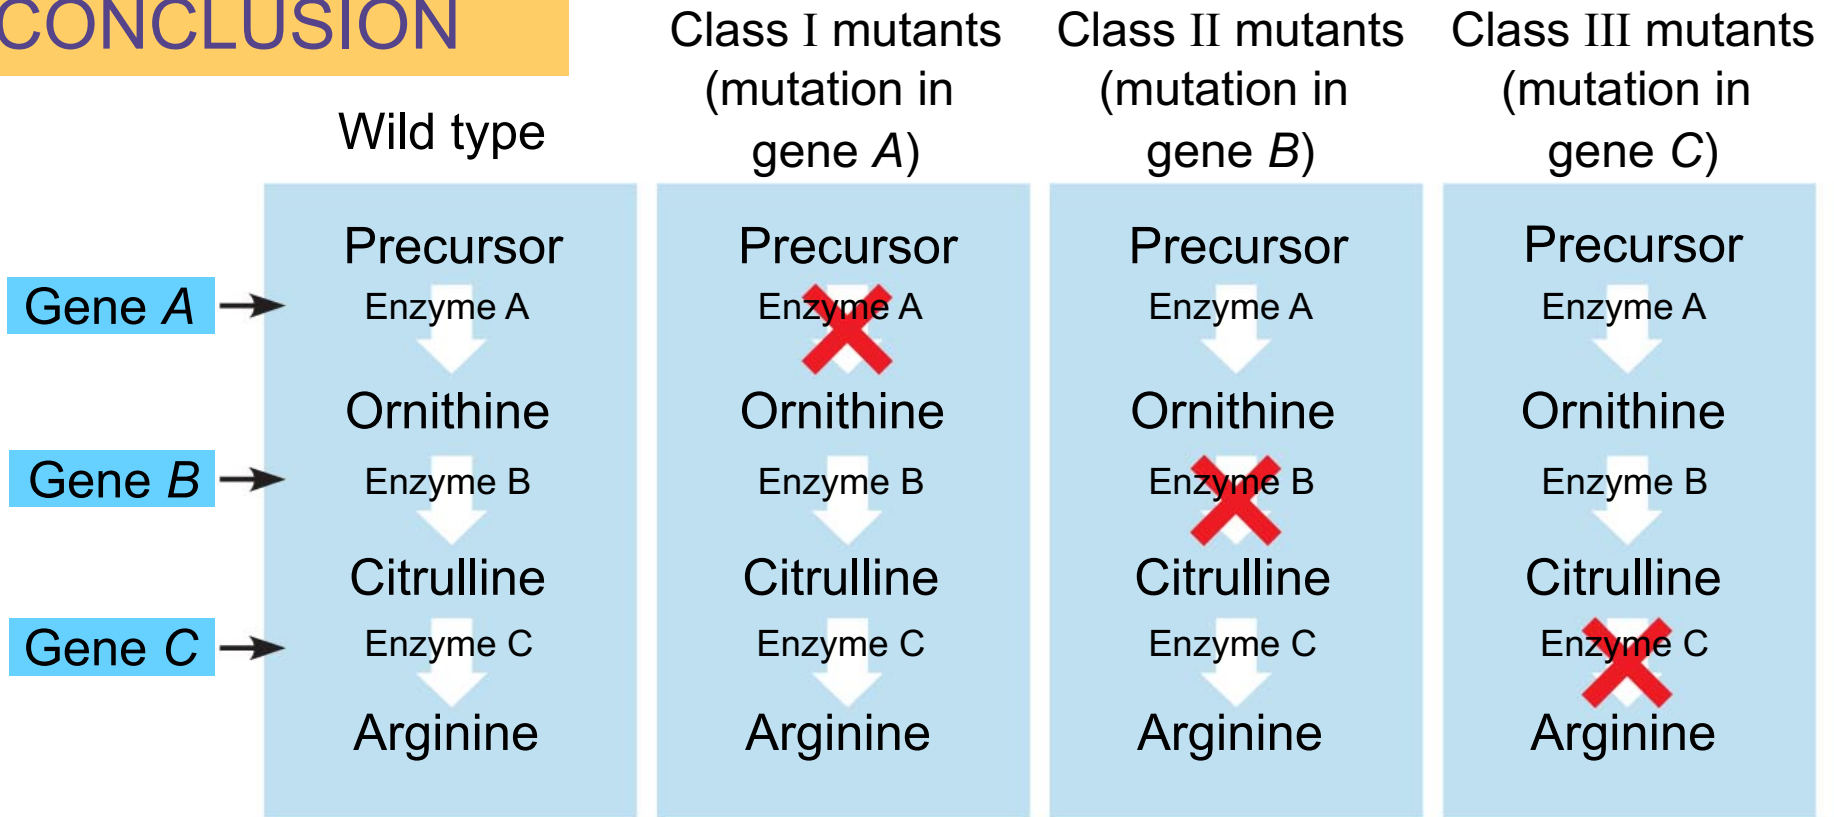 CONCLUSION
Wild type
Class I mutants
(mutation in
gene A)
Class II mutants
(mutation in
gene B)
Class III mutants
(mutation in
gene C)
Gene A
Gene B
Gene C
Precursor
Enzyme A
Ornithine
Enzyme B
Citrulline
Enzyme C
Arginine
Precursor
Enzyme A
Ornithine
Enzyme B
Citrulline
Enzyme C
Arginine
Precursor
Enzyme A
Ornithine
Enzyme B
Citrulline
Enzyme C
Arginine
Precursor
Enzyme A
Ornithine
Enzyme B
Citrulline
Enzyme C
Arginine